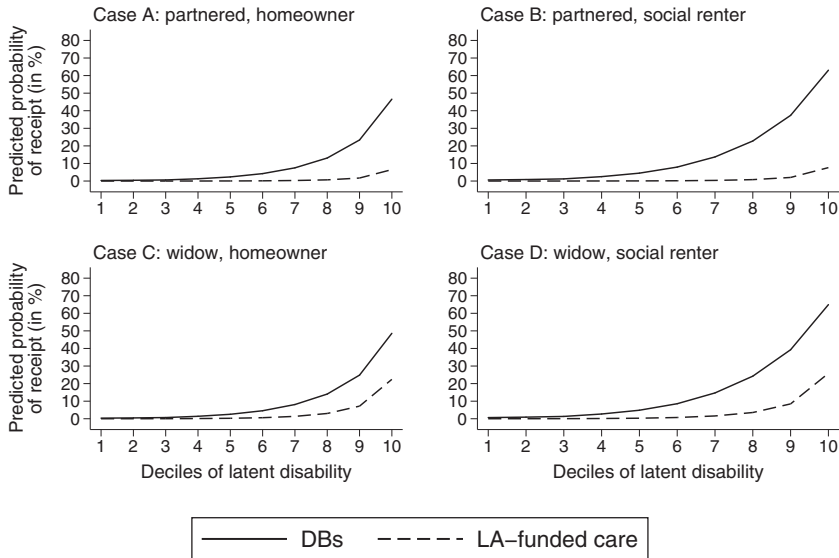 Case A: partnered, homeowner
Predicted probability
of receipt (in %)
80
70
60
50
40
30
20
10
0
1 2 3 4 5 6 7 8 9 10
Case B: partnered, social renter
80
70
60
50
40
30
20
10
0
1 2 3 4 5 6 7 8 9 10
Case C: widow, homeowner
Predicted probability
of receipt (in %)
80
70
60
50
40
30
20
10
0
1 2 3 4 5 6 7 8 9 10
Deciles of latent disability
Case D: widow, social renter
80
70
60
50
40
30
20
10
0
1 2 3 4 5 6 7 8 9 10
Deciles of latent disability
DBs
LA–funded care